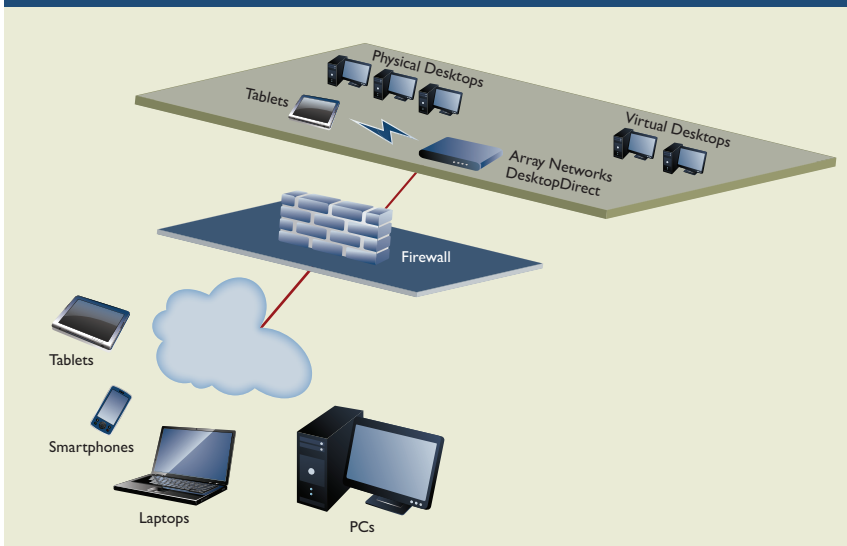 Physical Desktops
Tablets
Virtual Desktops
Array Networks
DesktopDirect
Firewall
Tablets
Smartphones
Laptops
PCs